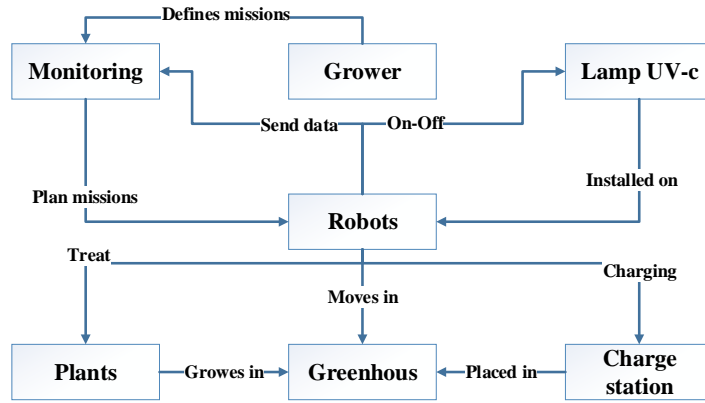 Defines missions
Monitoring
Grower
Lamp UV-c
Send data
On-Off
Plan missions
Installed on
Robots
Treat
Charging
Moves in
Plants
Growes in
Greenhous
Placed in
Charge
station